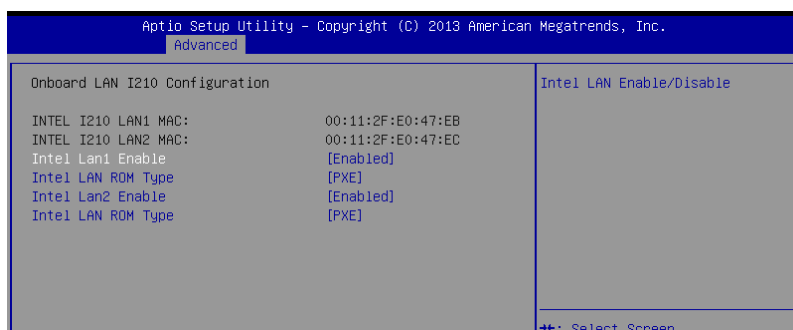 Aptio Setup Utility – Copyright (C) 2013 American Megatrends, Inc.
Advanced
Onboard LAN I210 Configuration
Intel LAN Enable/Disable
INTEL I210 LAN1 MAC: 00:11:2F:E0:47:EB
INTEL I210 LAN2 MAC: 00:11:2F:E0:47:EC
Intel Lan1 Enable [Enabled]
Intel LAN ROM Type [PXE]
Intel Lan2 Enable [Enabled]
Intel LAN ROM Type [PXE]
: Select Screen